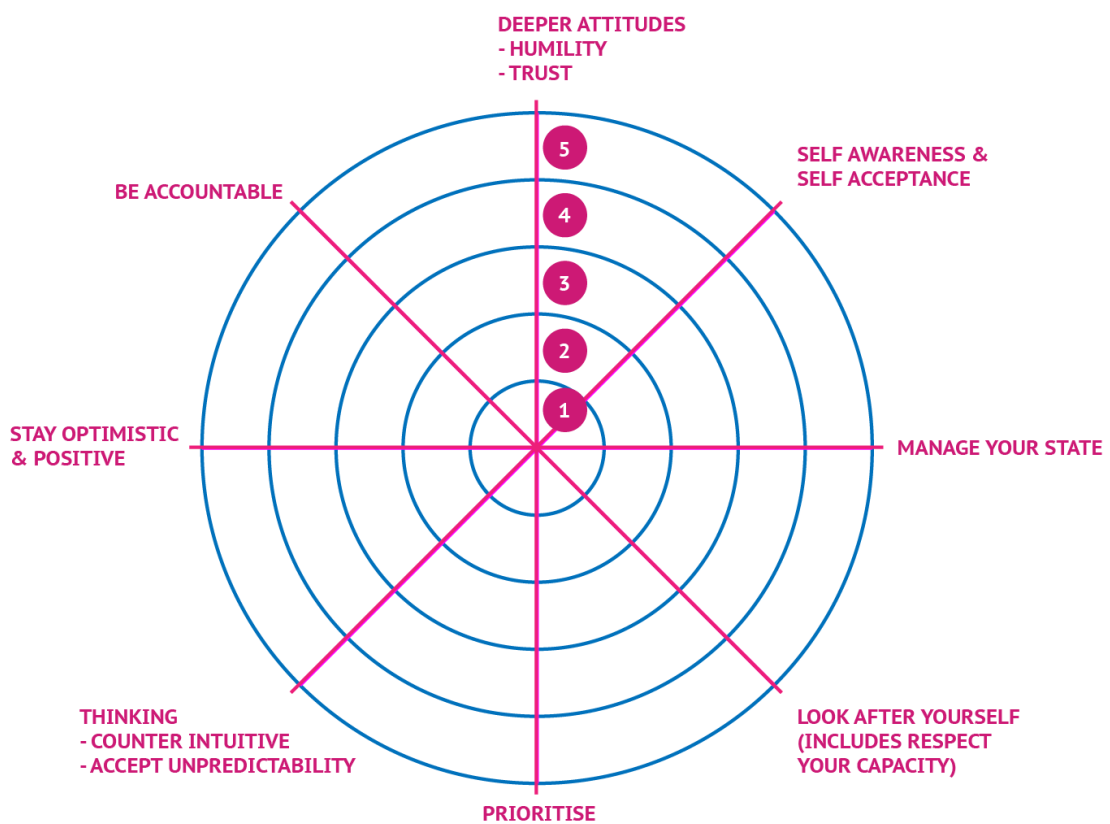 DEEPER ATTITUDES
- HUMILITY
- TRUST
5
SELF AWARENESS &
SELF ACCEPTANCE
BE ACCOUNTABLE
4
3
2
1
STAY OPTIMISTIC
& POSITIVE
MANAGE YOUR STATE
THINKING
- COUNTER INTUITIVE
- ACCEPT UNPREDICTABILITY
LOOK AFTER YOURSELF
(INCLUDES RESPECT
YOUR CAPACITY)
PRIORITISE